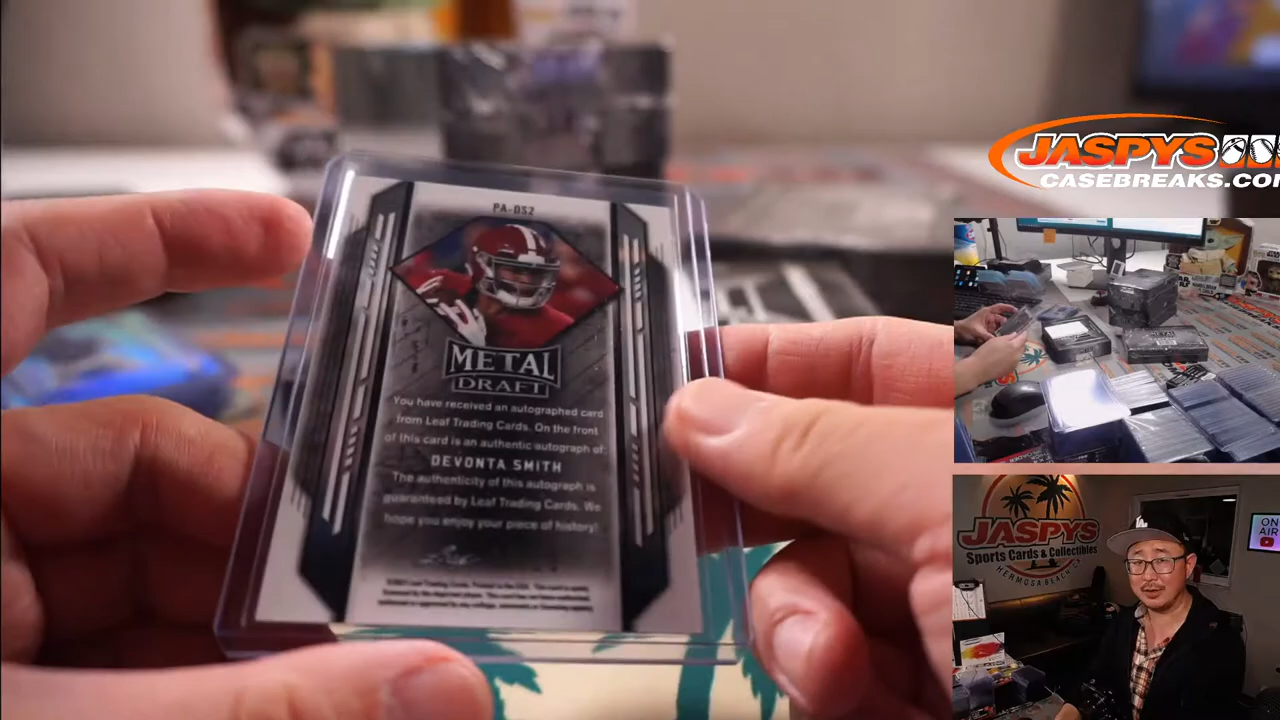 PA-DS2
METAL
DRAFT
You have received an autographed card
from Leaf Trading Cards. On the front
of this card is an authentic autograph of:
DEVONTA SMITH
The authenticity of this autograph is
guaranteed by Leaf Trading Cards. We
hope you enjoy your piece of history!
JASPYS
CASEBREAKS.COM
METAL
JASPYS
Sports Cards & Collectibles
HERMOSA BEACH, CA
ON
AIR
LA